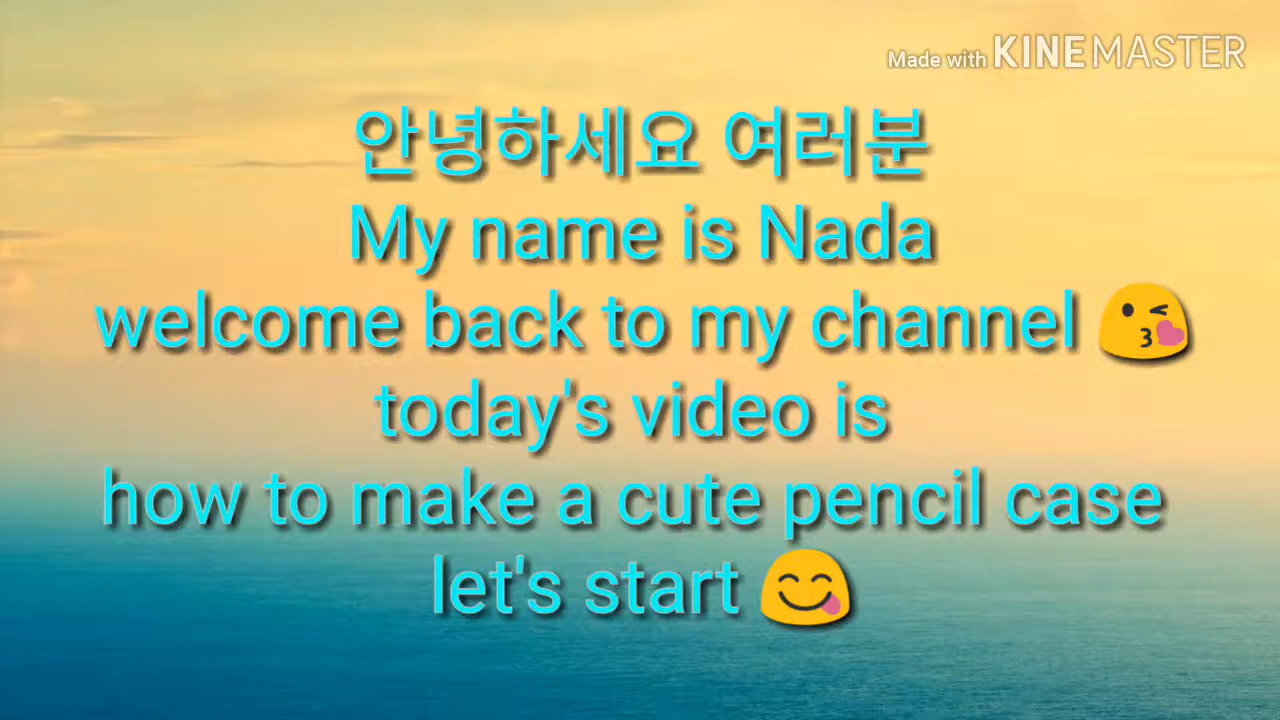 Made with KINEMASTER
안녕하세요 여러분
My name is Nada
welcome back to my channel 😘
today's video is
how to make a cute pencil case
let's start 😋